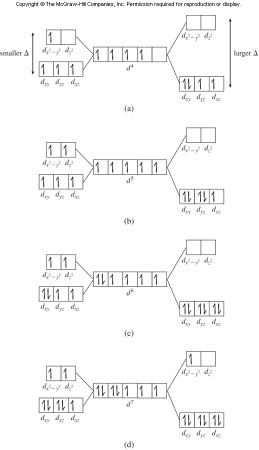 Copyright © The McGraw-Hill Companies, Inc. Permission required for reproduction or display.
smaller Δ
larger Δ
dx²−y² dz²
dx²−y² dz²
dxy dyz dxz
d⁴
dxy dyz dxz
(a)
dx²−y² dz²
dx²−y² dz²
dxy dyz dxz
d⁵
dxy dyz dxz
(b)
dx²−y² dz²
dx²−y² dz²
dxy dyz dxz
d⁶
dxy dyz dxz
(c)
dx²−y² dz²
dx²−y² dz²
dxy dyz dxz
d⁷
dxy dyz dxz
(d)